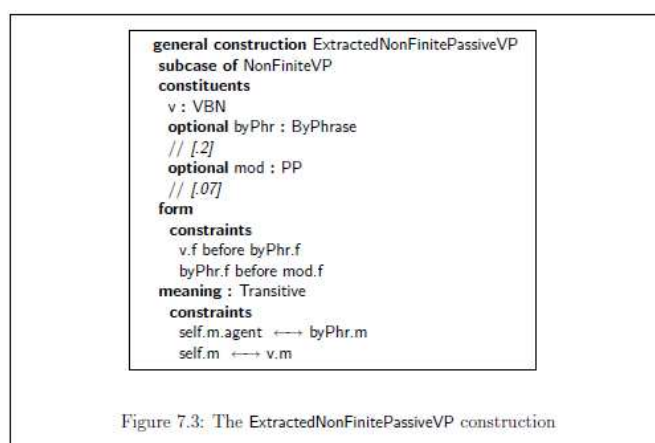 general construction ExtractedNonFinitePassiveVP
subcase of NonFiniteVP
constituents
v : VBN
optional byPhr : ByPhrase
// [.2]
optional mod : PP
// [.07]
form
constraints
v.f before byPhr.f
byPhr.f before mod.f
meaning : Transitive
constraints
self.m.agent ⟷ byPhr.m
self.m ⟷ v.m
Figure 7.3: The ExtractedNonFinitePassiveVP construction